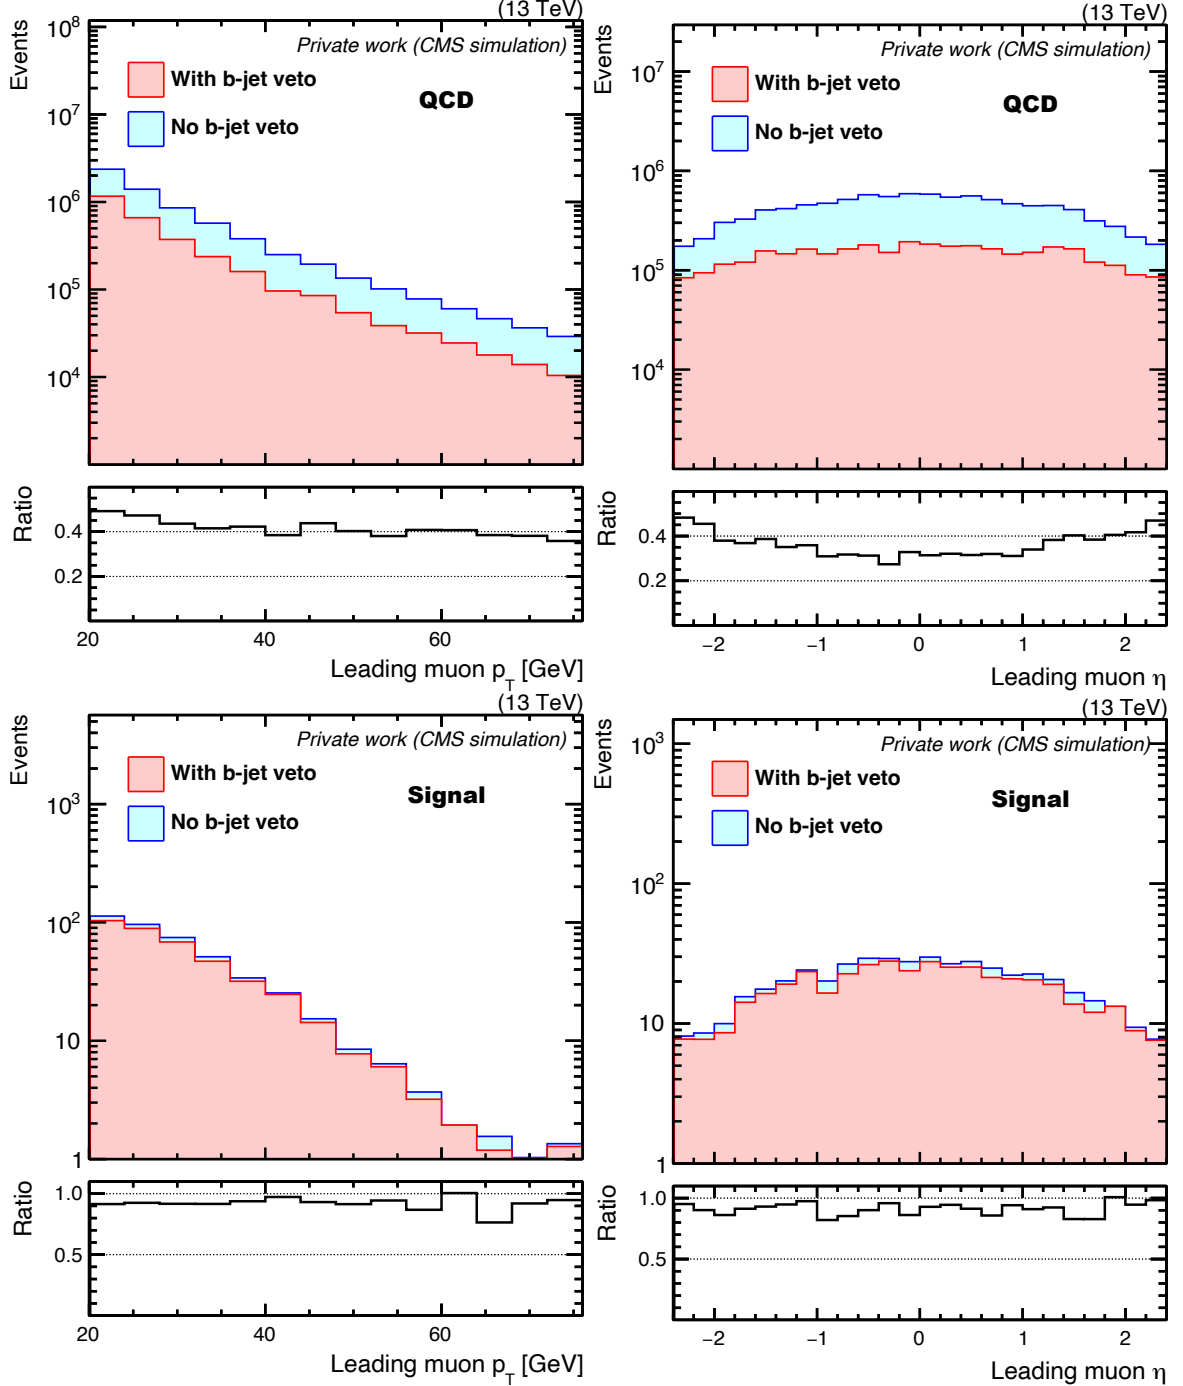 (13 TeV)
Events
10^8
10^7
10^6
10^5
10^4
Private work (CMS simulation)
With b-jet veto
No b-jet veto
QCD
Ratio
0.4
0.2
20 40 60
Leading muon p_T [GeV]
(13 TeV)
Events
10^7
10^6
10^5
10^4
Private work (CMS simulation)
With b-jet veto
No b-jet veto
QCD
Ratio
0.4
0.2
−2 −1 0 1 2
Leading muon η
(13 TeV)
Events
10^3
10^2
10
1
Private work (CMS simulation)
With b-jet veto
No b-jet veto
Signal
Ratio
1.0
0.5
20 40 60
Leading muon p_T [GeV]
(13 TeV)
Events
10^3
10^2
10
1
Private work (CMS simulation)
With b-jet veto
No b-jet veto
Signal
Ratio
1.0
0.5
−2 −1 0 1 2
Leading muon η